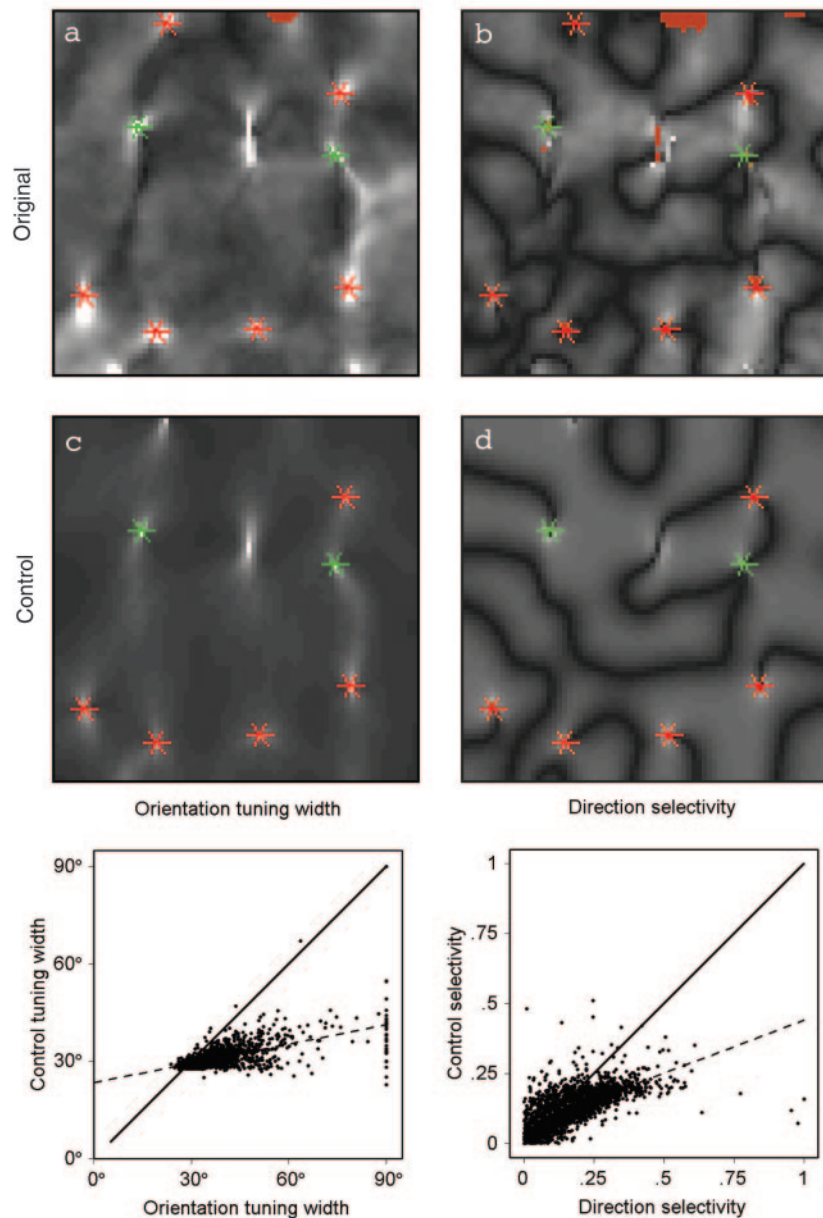 a
b
Original
c
d
Control
Orientation tuning width
Direction selectivity
90°
60°
30°
0°
Control tuning width
0°
30°
60°
90°
Orientation tuning width
1
.75
.5
.25
0
Control selectivity
0
.25
.5
.75
1
Direction selectivity